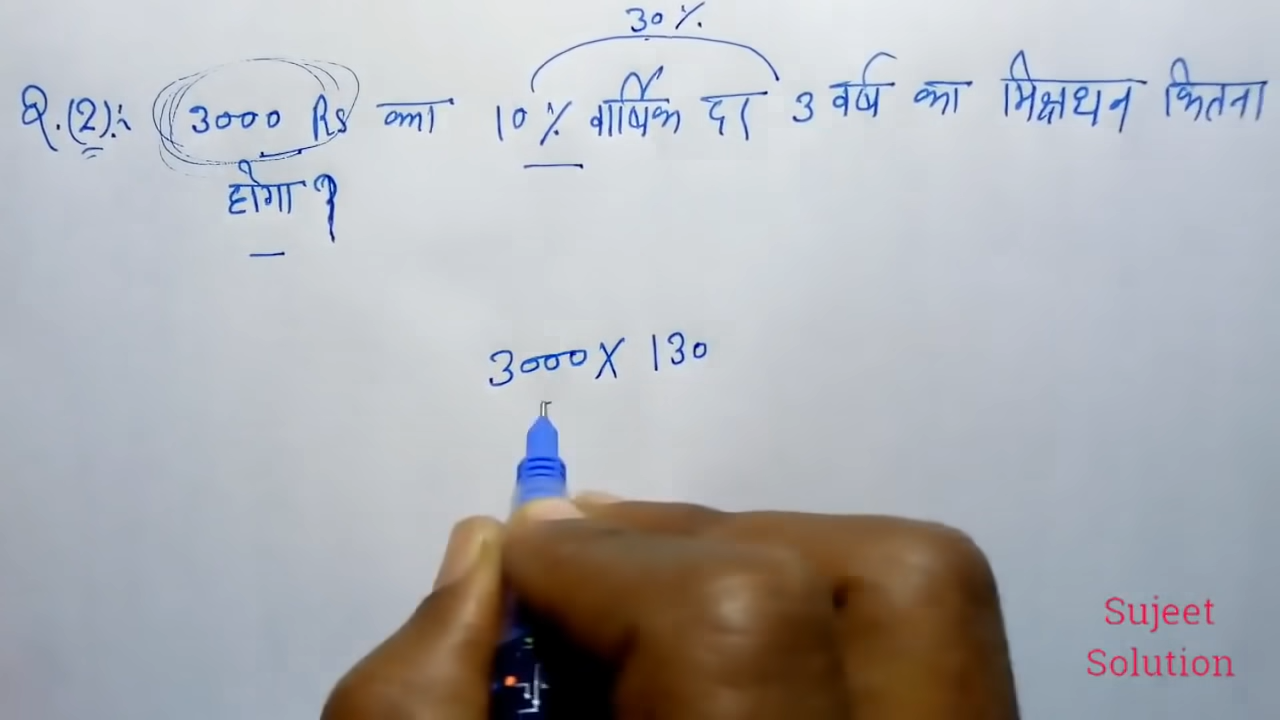 30%
Q.(2):- 3000 Rs का 10% वार्षिक दर 3 वर्ष का मिश्रधन कितना
होगा ?
3000 X 130
Sujeet
Solution